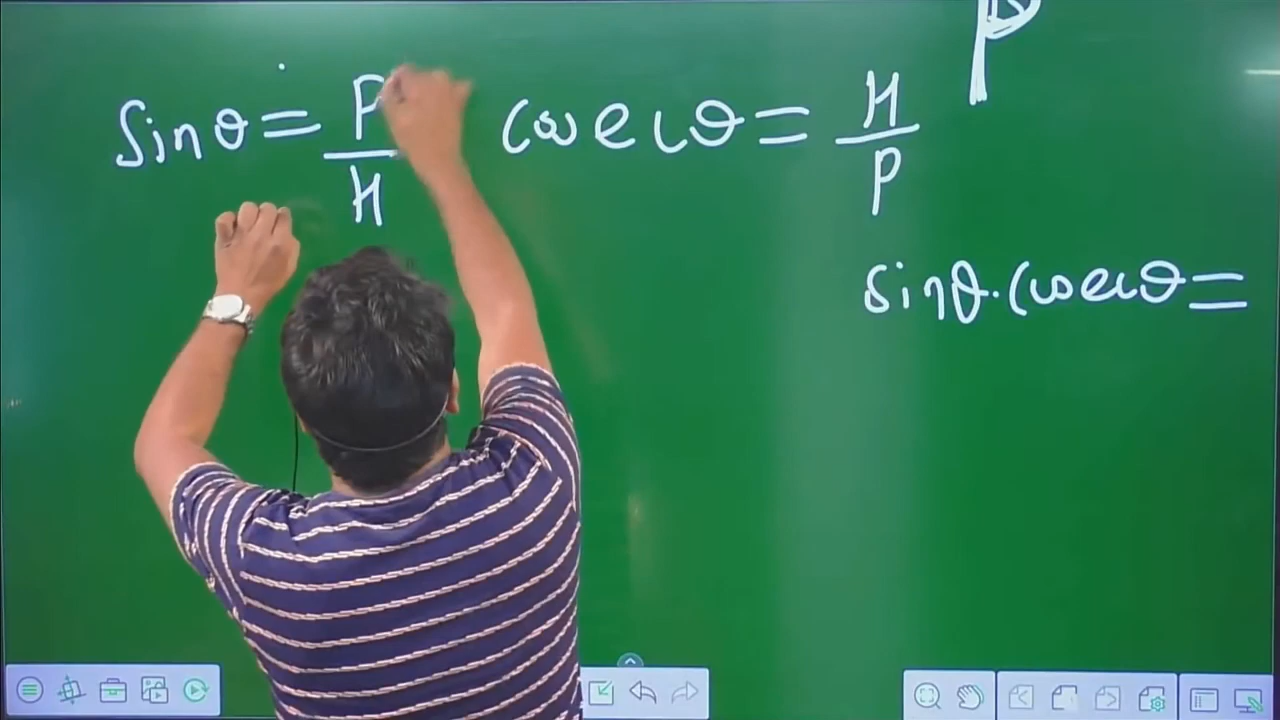 sinθ = P/H cosecθ = H/P
sinθ.cosecθ =